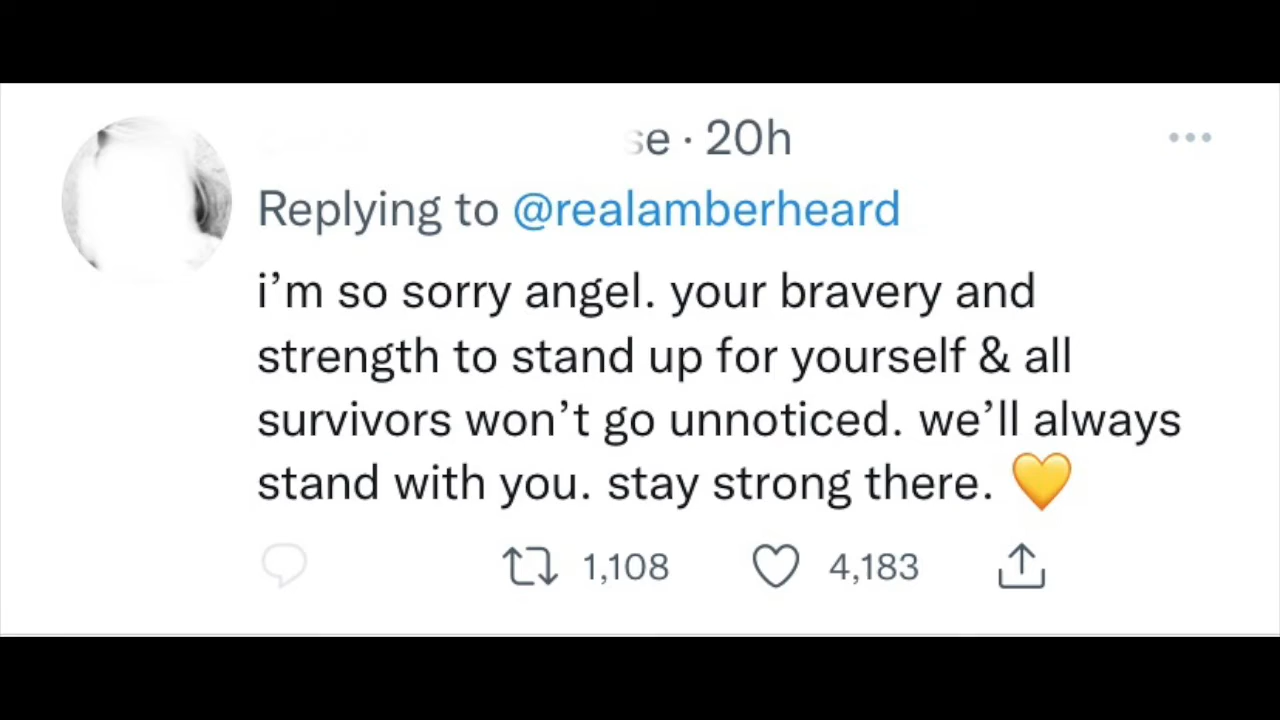 se · 20h
Replying to @realamberheard
i’m so sorry angel. your bravery and
strength to stand up for yourself & all
survivors won’t go unnoticed. we’ll always
stand with you. stay strong there. 💛
1,108 4,183